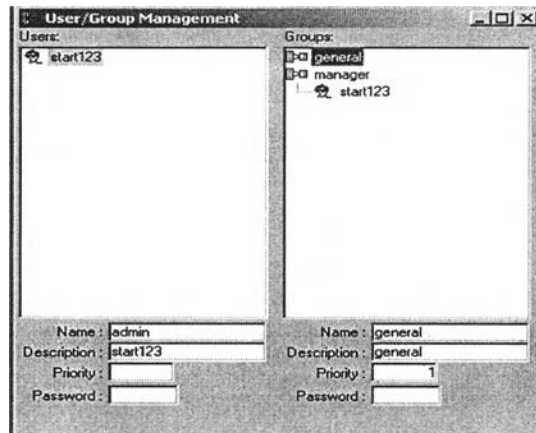 User/Group Management
Users:
start123
Name : admin
Description : start123
Priority :
Password :
Groups:
general
manager
start123
Name : general
Description : general
Priority : 1
Password :